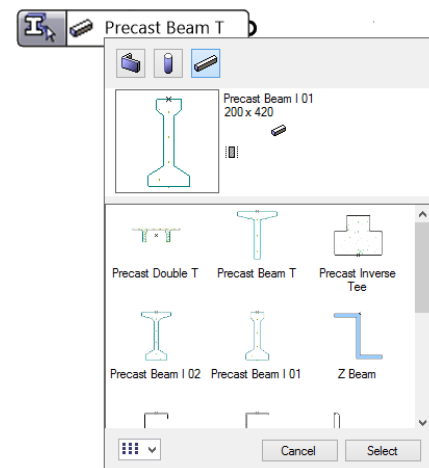 Precast Beam T
Precast Beam I 01
200 x 420
Precast Double T Precast Beam T Precast Inverse
Tee
Precast Beam I 02 Precast Beam I 01 Z Beam
Cancel Select